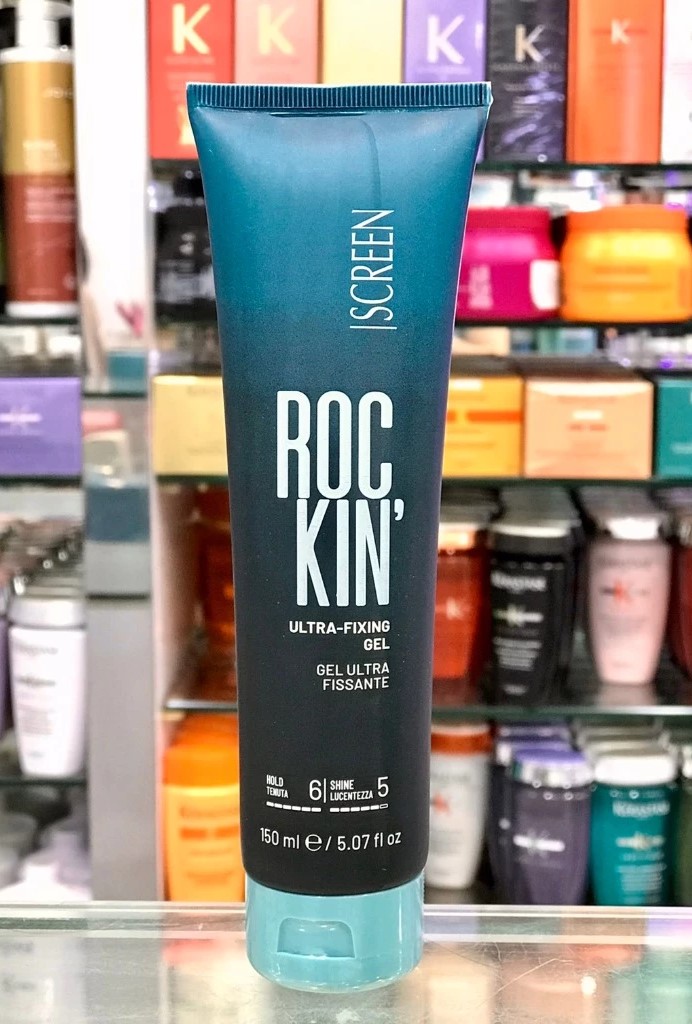 K
K
K
K
K
|SCREEN
ROC
KIN’
ULTRA-FIXING
GEL
GEL ULTRA
FISSANTE
HOLD
TENUTA 6
SHINE
LUCENTEZZA 5
150 ml ℮ / 5.07 fl oz
KERASTASE